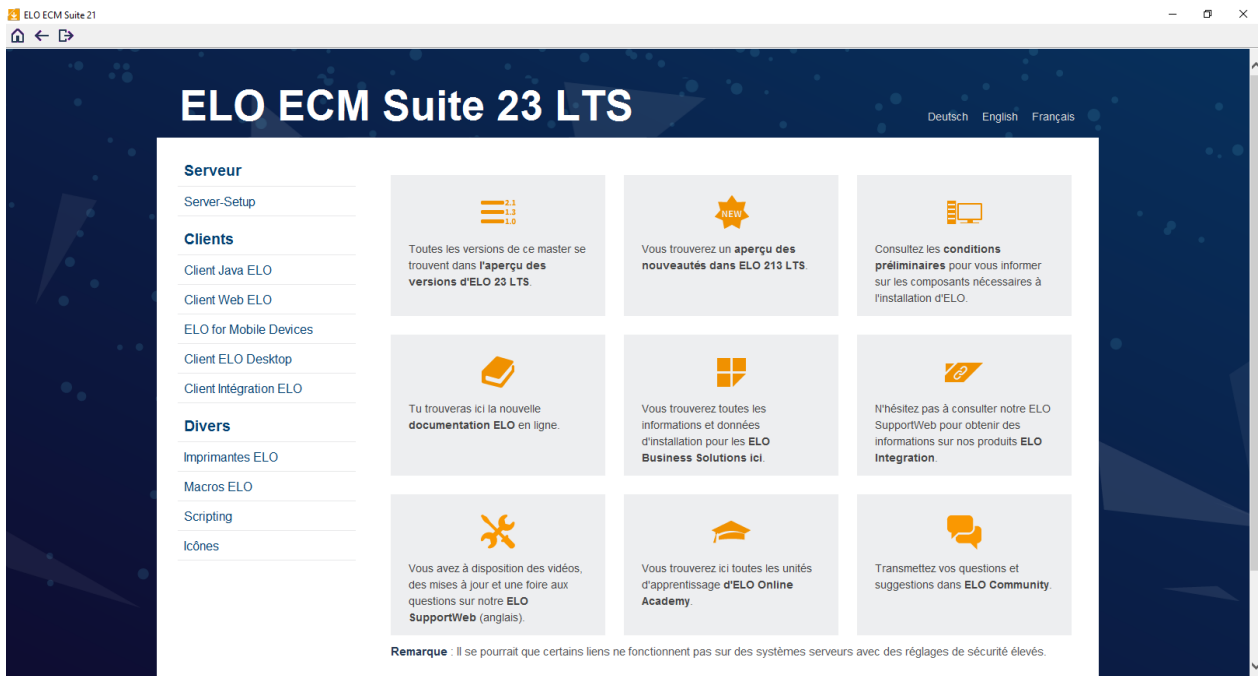 ELO ECM Suite 21
ELO ECM Suite 23 LTS
Deutsch English Français
Serveur
Server-Setup
Clients
Client Java ELO
Client Web ELO
ELO for Mobile Devices
Client ELO Desktop
Client Intégration ELO
Divers
Imprimantes ELO
Macros ELO
Scripting
Icônes
2.1
1.3
1.0
Toutes les versions de ce master se
trouvent dans l'aperçu des
versions d'ELO 23 LTS.
NEW
Vous trouverez un aperçu des
nouveautés dans ELO 213 LTS.
Consultez les conditions
préliminaires pour vous informer
sur les composants nécessaires à
l'installation d'ELO.
Tu trouveras ici la nouvelle
documentation ELO en ligne.
Vous trouverez toutes les
informations et données
d'installation pour les ELO
Business Solutions ici.
N'hésitez pas à consulter notre ELO
SupportWeb pour obtenir des
informations sur nos produits ELO
Integration.
Vous avez à disposition des vidéos,
des mises à jour et une foire aux
questions sur notre ELO
SupportWeb (anglais).
Vous trouverez ici toutes les unités
d'apprentissage d'ELO Online
Academy.
Transmettez vos questions et
suggestions dans ELO Community.
Remarque : Il se pourrait que certains liens ne fonctionnent pas sur des systèmes serveurs avec des réglages de sécurité élevés.